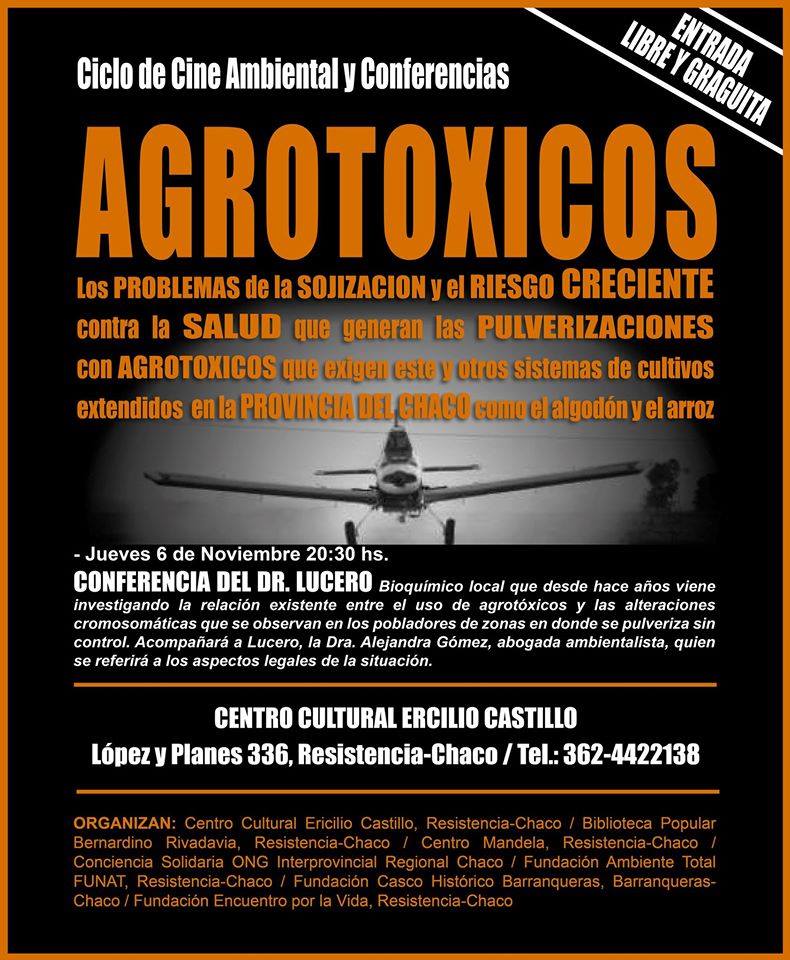 ENTRADA
LIBRE Y GRAGUITA
Ciclo de Cine Ambiental y Conferencias
AGROTOXICOS
Los PROBLEMAS de la SOJIZACION y el RIESGO CRECIENTE
contra la SALUD que generan las PULVERIZACIONES
con AGROTOXICOS que exigen este y otros sistemas de cultivos
extendidos en la PROVINCIA DEL CHACO como el algodón y el arroz
- Jueves 6 de Noviembre 20:30 hs.
CONFERENCIA DEL DR. LUCERO Bioquímico local que desde hace años viene
investigando la relación existente entre el uso de agrotóxicos y las alteraciones
cromosomáticas que se observan en los pobladores de zonas en donde se pulveriza sin
control. Acompañará a Lucero, la Dra. Alejandra Gómez, abogada ambientalista, quien
se referirá a los aspectos legales de la situación.
CENTRO CULTURAL ERCILIO CASTILLO
López y Planes 336, Resistencia-Chaco / Tel.: 362-4422138
ORGANIZAN: Centro Cultural Ericilio Castillo, Resistencia-Chaco / Biblioteca Popular
Bernardino Rivadavia, Resistencia-Chaco / Centro Mandela, Resistencia-Chaco /
Conciencia Solidaria ONG Interprovincial Regional Chaco / Fundación Ambiente Total
FUNAT, Resistencia-Chaco / Fundación Casco Histórico Barranqueras, Barranqueras-
Chaco / Fundación Encuentro por la Vida, Resistencia-Chaco